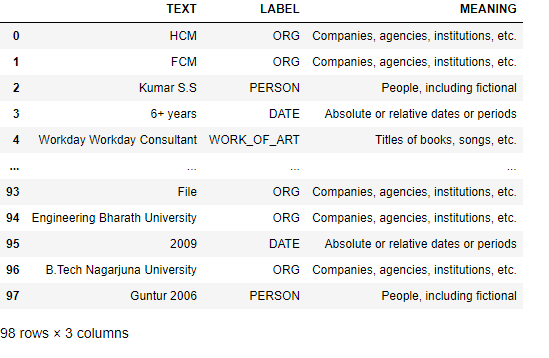 TEXT LABEL MEANING
0 HCM ORG Companies, agencies, institutions, etc.
1 FCM ORG Companies, agencies, institutions, etc.
2 Kumar S.S PERSON People, including fictional
3 6+ years DATE Absolute or relative dates or periods
4 Workday Workday Consultant WORK_OF_ART Titles of books, songs, etc.
... ... ... ...
93 File ORG Companies, agencies, institutions, etc.
94 Engineering Bharath University ORG Companies, agencies, institutions, etc.
95 2009 DATE Absolute or relative dates or periods
96 B.Tech Nagarjuna University ORG Companies, agencies, institutions, etc.
97 Guntur 2006 PERSON People, including fictional
98 rows × 3 columns